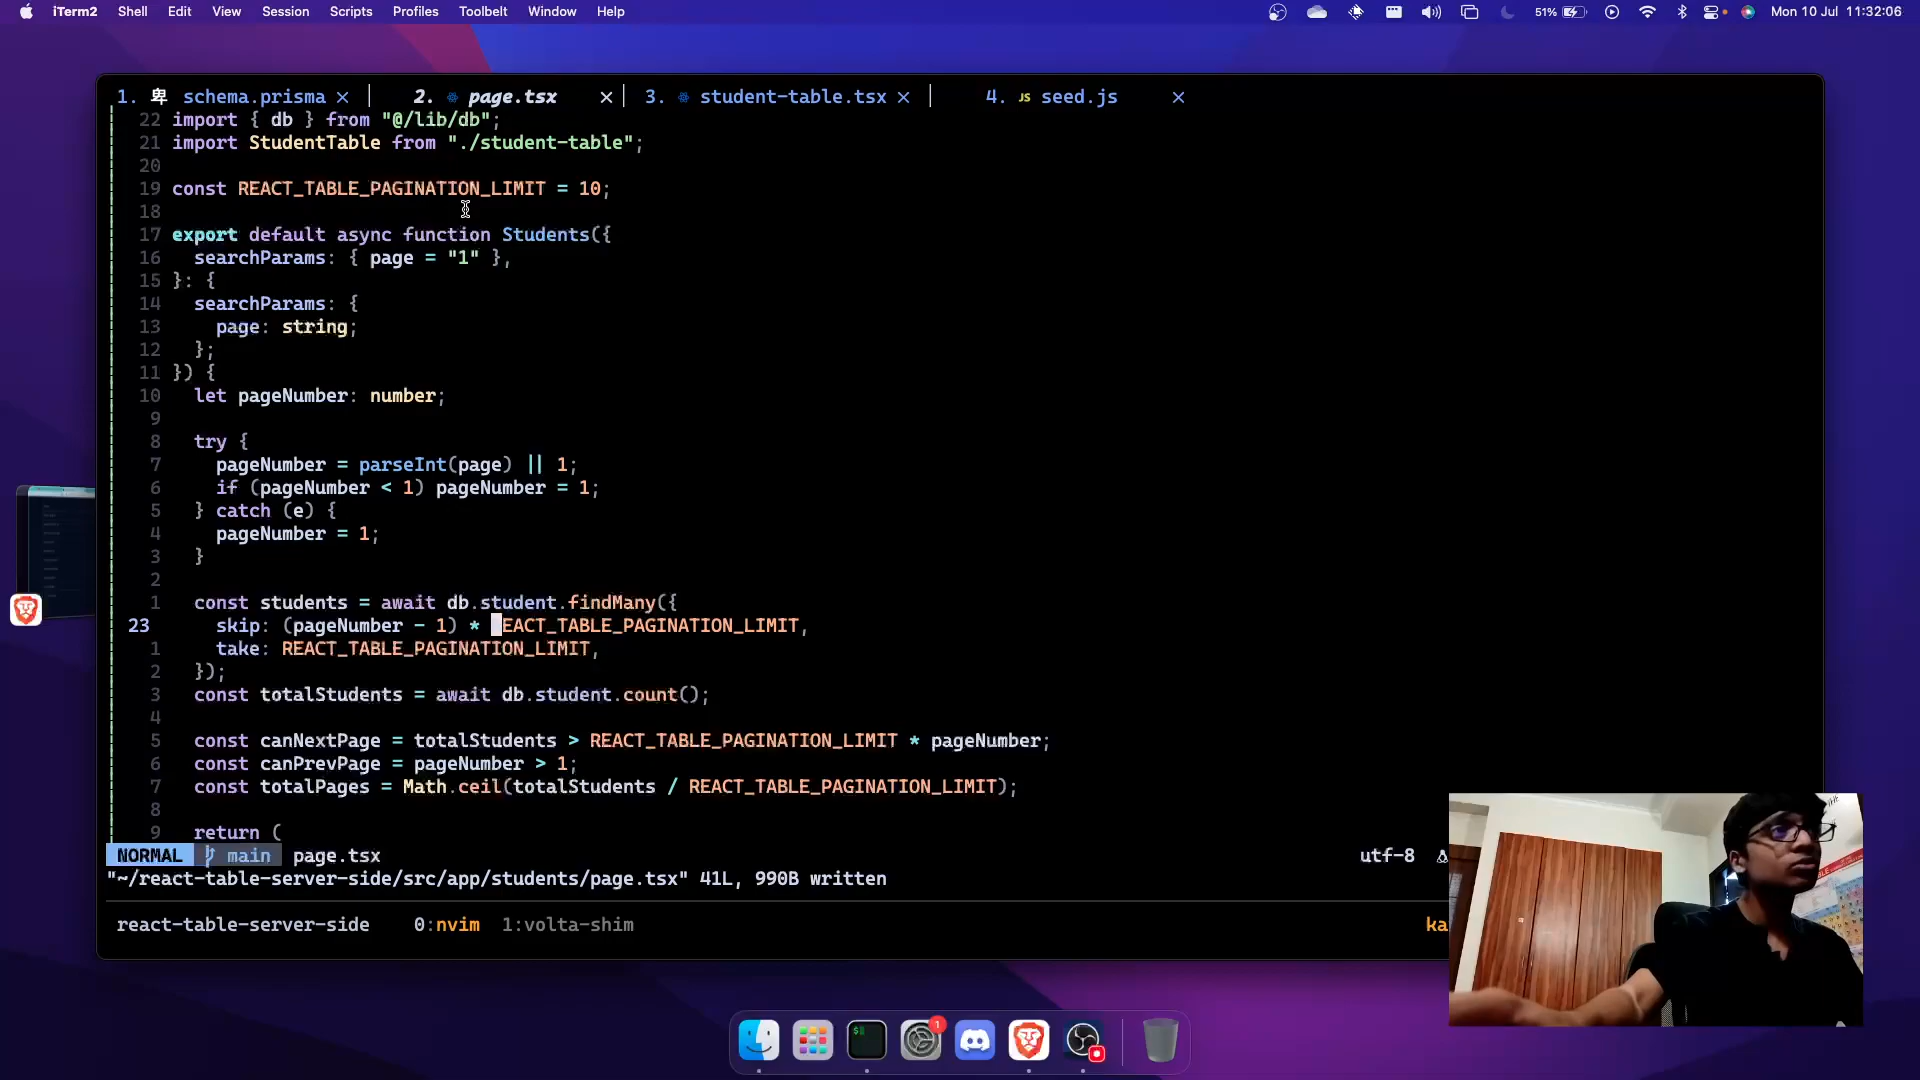 iTerm2 Shell Edit View Session Scripts Profiles Toolbelt Window Help 51% Mon 10 Jul 11:32:06
1. schema.prisma × 2. page.tsx × 3. student-table.tsx × 4. JS seed.js ×
22 import { db } from "@/lib/db";
21 import StudentTable from "./student-table";
20
19 const REACT_TABLE_PAGINATION_LIMIT = 10;
18
17 export default async function Students({
16 searchParams: { page = "1" },
15 }: {
14 searchParams: {
13 page: string;
12 };
11 }) {
10 let pageNumber: number;
9
8 try {
7 pageNumber = parseInt(page) || 1;
6 if (pageNumber < 1) pageNumber = 1;
5 } catch (e) {
4 pageNumber = 1;
3 }
2
1 const students = await db.student.findMany({
23 skip: (pageNumber - 1) * REACT_TABLE_PAGINATION_LIMIT,
1 take: REACT_TABLE_PAGINATION_LIMIT,
2 });
3 const totalStudents = await db.student.count();
4
5 const canNextPage = totalStudents > REACT_TABLE_PAGINATION_LIMIT * pageNumber;
6 const canPrevPage = pageNumber > 1;
7 const totalPages = Math.ceil(totalStudents / REACT_TABLE_PAGINATION_LIMIT);
8
9 return (
NORMAL main page.tsx utf-8
"~/react-table-server-side/src/app/students/page.tsx" 41L, 990B written
react-table-server-side 0:nvim 1:volta-shim ka
1